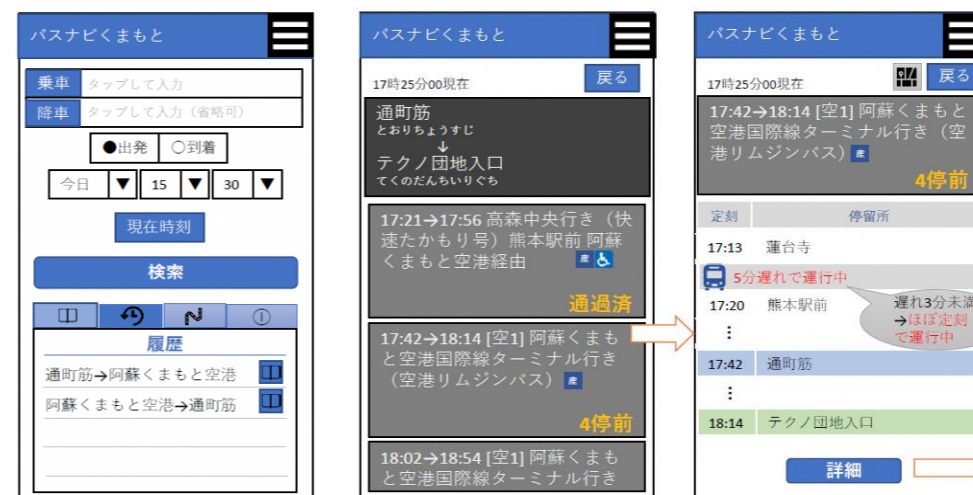 バスナビくまもと
乗車 タップして入力
降車 タップして入力（省略可）
●出発 ○到着
今日 ▼ 15 ▼ 30 ▼
現在時刻
検索
履歴
通町筋→阿蘇くまもと空港
阿蘇くまもと空港→通町筋
バスナビくまもと
17時25分00現在
戻る
通町筋
とおりちょうすじ
↓
テクノ団地入口
てくのだんちいりぐち
17:21→17:56 高森中央行き（快
速たかもり号）熊本駅前 阿蘇
くまもと空港経由 産
通過済
17:42→18:14 [空1] 阿蘇くまも
と空港国際線ターミナル行き
（空港リムジンバス） 産
4停前
18:02→18:54 [空1] 阿蘇くまも
と空港国際線ターミナル行き
バスナビくまもと
17時25分00現在
戻る
17:42→18:14 [空1] 阿蘇くまもと
空港国際線ターミナル行き（空
港リムジンバス） 産
4停前
定刻 停留所
17:13 蓮台寺
5分遅れで運行中
17:20 熊本駅前
遅れ3分未満
→ほぼ定刻
で運行中
⋮
17:42 通町筋
⋮
18:14 テクノ団地入口
詳細